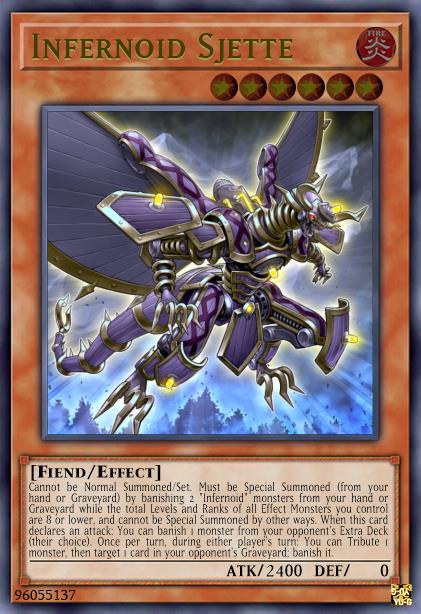 Infernoid Sjette
FIRE
炎
[Fiend/Effect]
Cannot be Normal Summoned/Set. Must be Special Summoned (from your
hand or Graveyard) by banishing 2 "Infernoid" monsters from your hand or
Graveyard while the total Levels and Ranks of all Effect Monsters you control
are 8 or lower, and cannot be Special Summoned by other ways. When this card
declares an attack: You can banish 1 monster from your opponent's Extra Deck
(their choice). Once per turn, during either player's turn: You can Tribute 1
monster, then target 1 card in your opponent's Graveyard; banish it.
ATK/2400 DEF/ 0
96055137